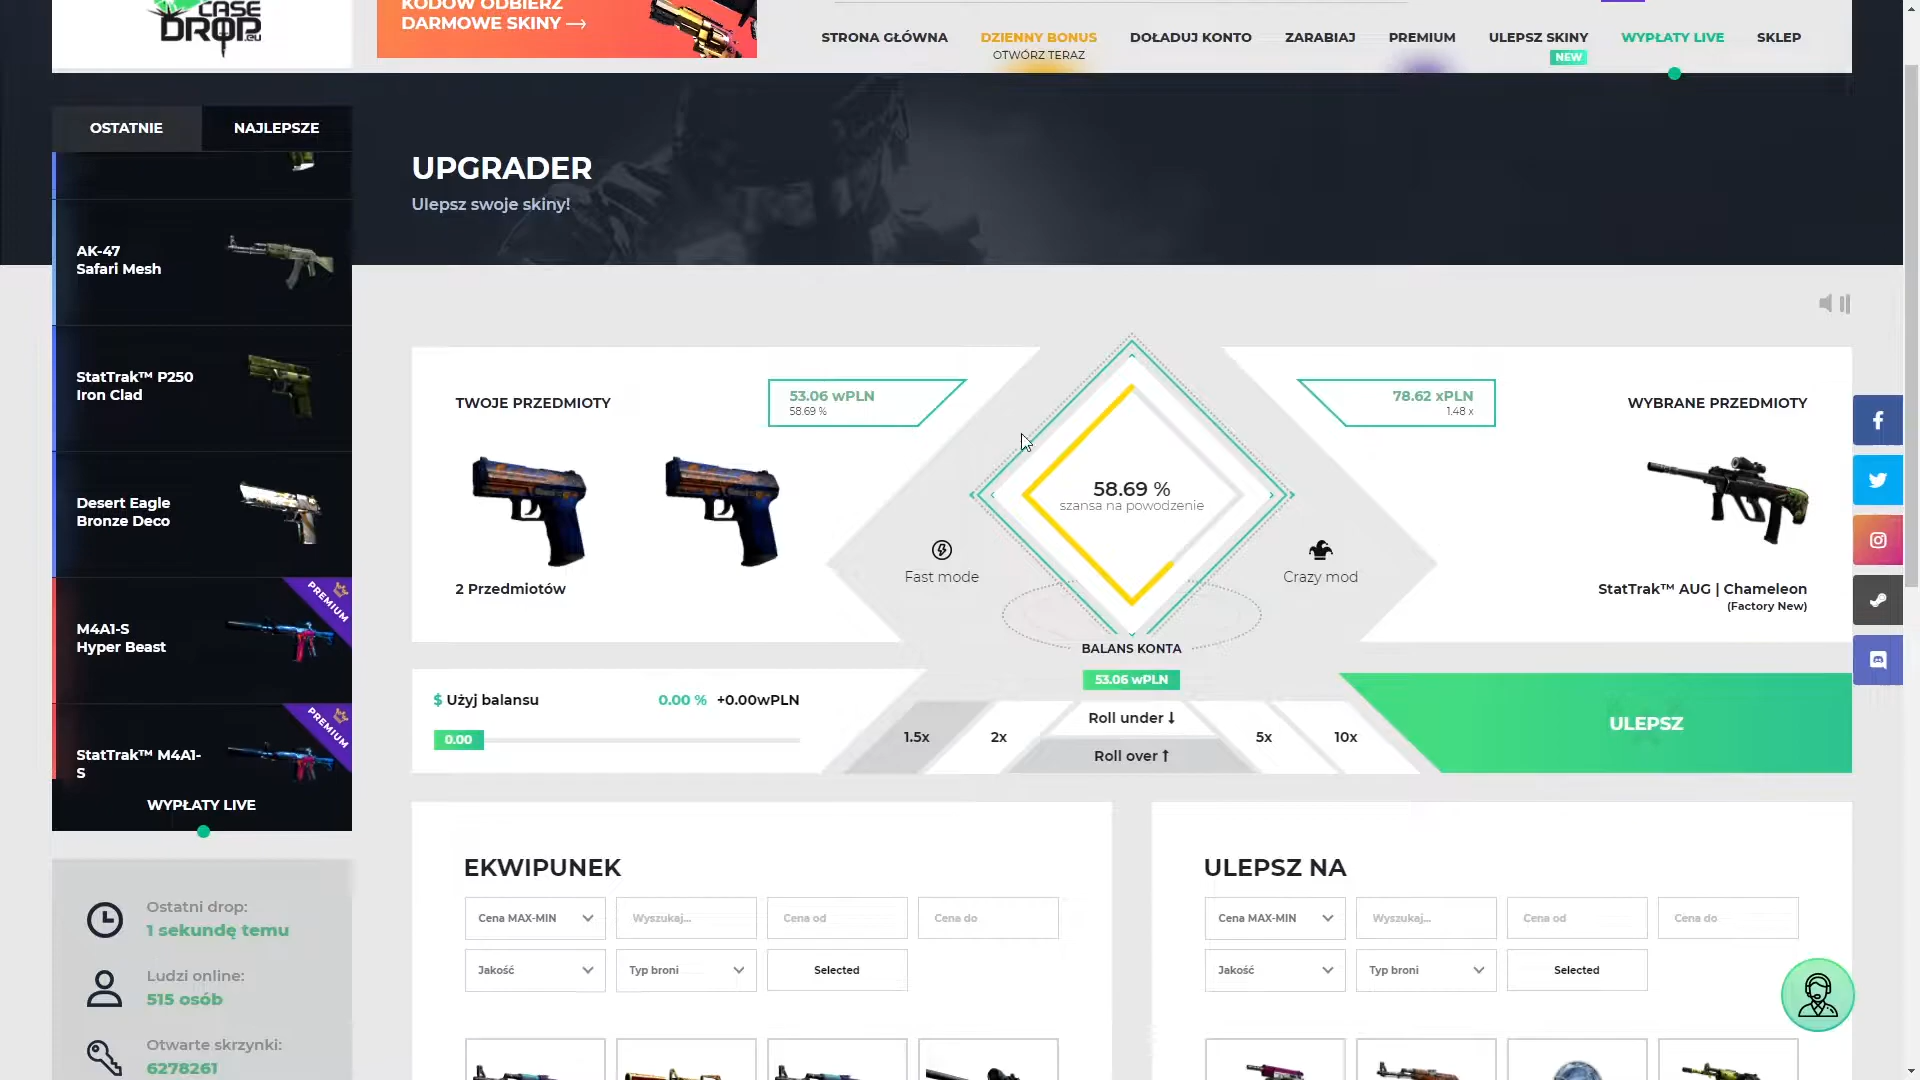 CASE
DROP.EU
KODÓW ODBIERZ
DARMOWE SKINY →
STRONA GŁÓWNA
DZIENNY BONUS
OTWÓRZ TERAZ
DOŁADUJ KONTO
ZARABIAJ
PREMIUM
ULEPSZ SKINY
NEW
WYPŁATY LIVE
SKLEP
OSTATNIE
NAJLEPSZE
AK-47
Safari Mesh
StatTrak™ P250
Iron Clad
Desert Eagle
Bronze Deco
PREMIUM
M4A1-S
Hyper Beast
PREMIUM
StatTrak™ M4A1-
S
WYPŁATY LIVE
Ostatni drop:
1 sekundę temu
Ludzi online:
515 osób
Otwarte skrzynki:
6278261
UPGRADER
Ulepsz swoje skiny!
TWOJE PRZEDMIOTY
53.06 wPLN
58.69 %
2 Przedmiotów
58.69 %
szansa na powodzenie
Fast mode
Crazy mod
78.62 xPLN
1.48 x
WYBRANE PRZEDMIOTY
StatTrak™ AUG | Chameleon
(Factory New)
BALANS KONTA
53.06 wPLN
$ Użyj balansu
0.00 % +0.00wPLN
0.00
1.5x
2x
Roll under ↓
Roll over ↑
5x
10x
ULEPSZ
EKWIPUNEK
Cena MAX-MIN
Wyszukaj...
Cena od
Cena do
Jakość
Typ broni
Selected
ULEPSZ NA
Cena MAX-MIN
Wyszukaj...
Cena od
Cena do
Jakość
Typ broni
Selected